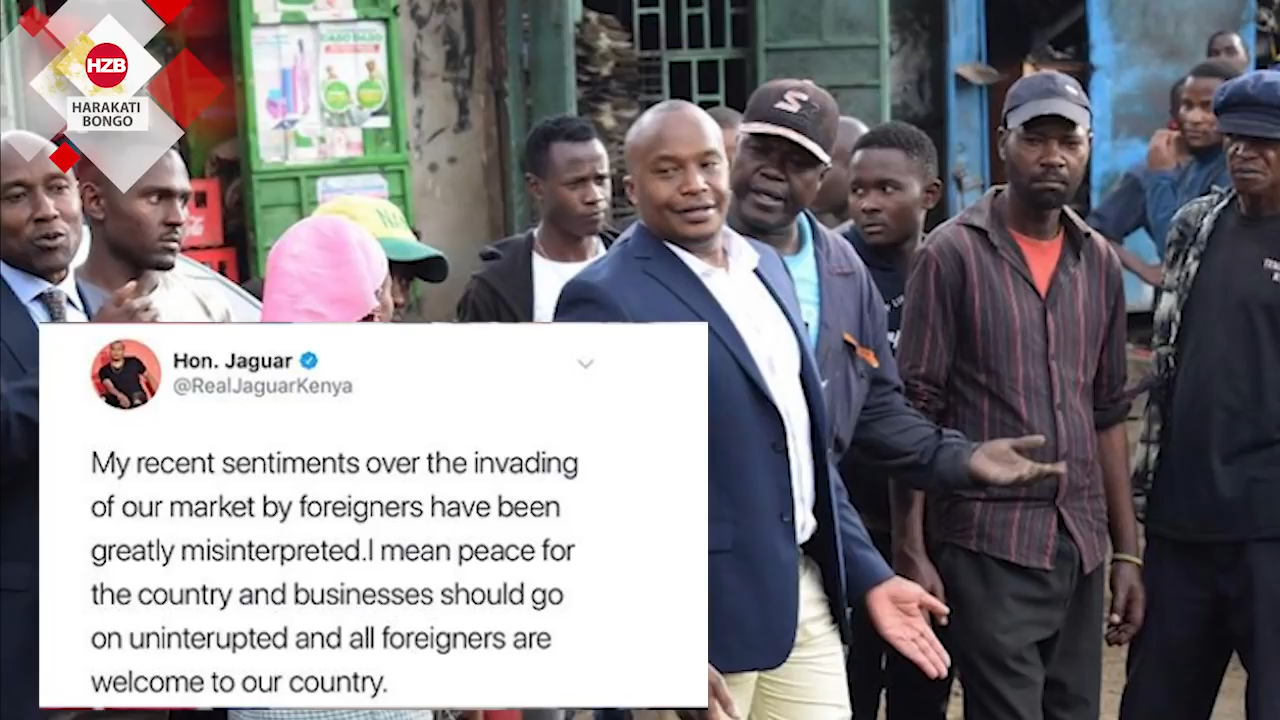 HZB
HARAKATI
BONGO
Hon. Jaguar
@RealJaguarKenya
My recent sentiments over the invading
of our market by foreigners have been
greatly misinterpreted.I mean peace for
the country and businesses should go
on uninterupted and all foreigners are
welcome to our country.
S